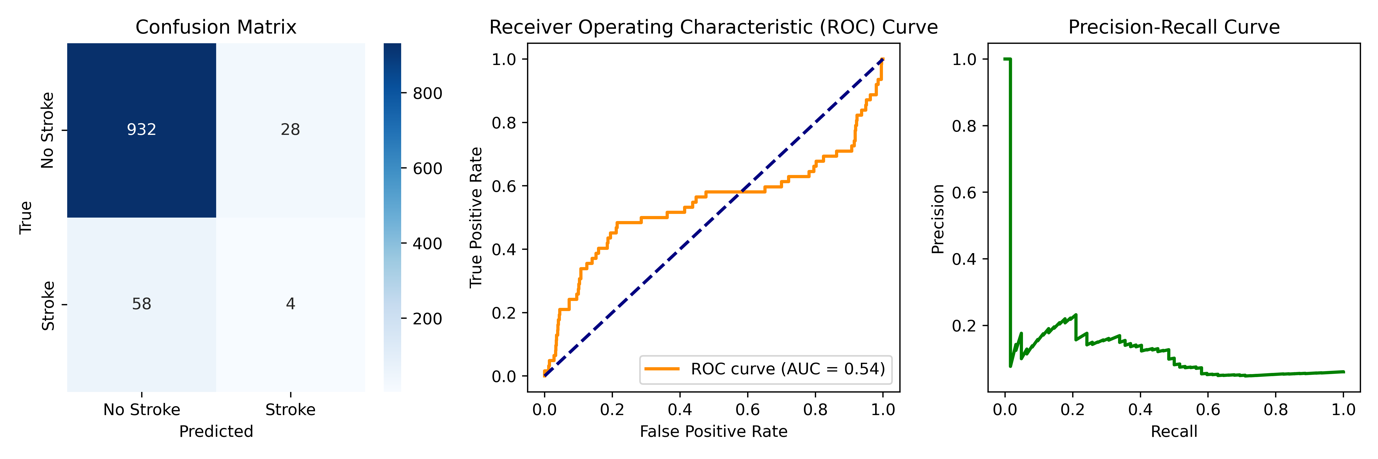 Confusion Matrix
No Stroke
Stroke
True
932
28
58
4
No Stroke
Stroke
Predicted
800
600
400
200
Receiver Operating Characteristic (ROC) Curve
True Positive Rate
1.0
0.8
0.6
0.4
0.2
0.0
ROC curve (AUC = 0.54)
0.0 0.2 0.4 0.6 0.8 1.0
False Positive Rate
Precision-Recall Curve
Precision
1.0
0.8
0.6
0.4
0.2
0.0 0.2 0.4 0.6 0.8 1.0
Recall